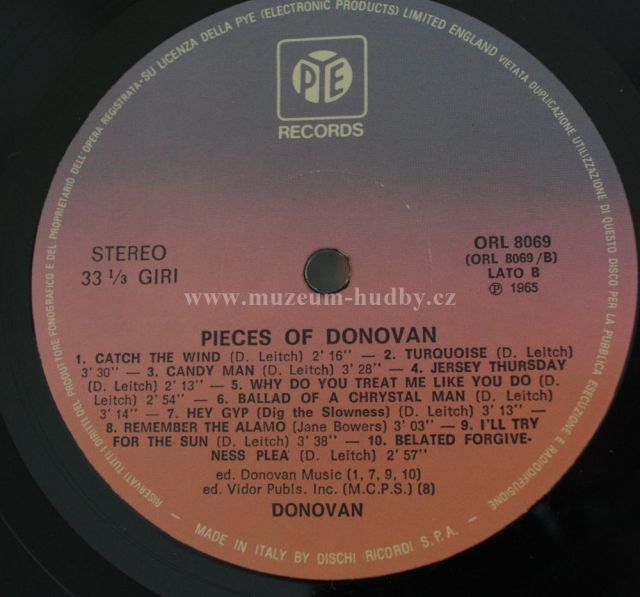 RISERVATI TUTTI I DIRITTI DEL PRODUTTORE FONOGRAFICO E DEL PROPRIETARIO DELL'OPERA REGISTRATA-SU LICENZA DELLA PYE (ELECTRONIC PRODUCTS) LIMITED ENGLAND VIETATA DUPLICAZIONE UTILIZZAZIONE DI QUESTO DISCO PER LA PUBBLICA ESECUZIONE E RADIODIFFUSIONE
PYE
RECORDS
STEREO
33 1/3 GIRI
ORL 8069
(ORL 8069/B)
LATO B
℗ 1965
www.muzeum-hudby.cz
PIECES OF DONOVAN
1. CATCH THE WIND (D. Leitch) 2'16" — 2. TURQUOISE (D. Leitch)
3'30" — 3. CANDY MAN (D. Leitch) 3'28" — 4. JERSEY THURSDAY
(D. Leitch) 2'13" — 5. WHY DO YOU TREAT ME LIKE YOU DO (D.
Leitch) 2'54" — 6. BALLAD OF A CHRYSTAL MAN (D. Leitch)
3'14" — 7. HEY GYP (Dig the Slowness) (D. Leitch) 3'13" —
8. REMEMBER THE ALAMO (Jane Bowers) 3'03" — 9. I'LL TRY
FOR THE SUN (D. Leitch) 3'38" — 10. BELATED FORGIVE-
NESS PLEA (D. Leitch) 2'57"
ed. Donovan Music (1, 7, 9, 10)
ed. Vidor Publs. Inc. (M.C.P.S.) (8)
DONOVAN
— MADE IN ITALY BY DISCHI RICORDI S.P.A. —